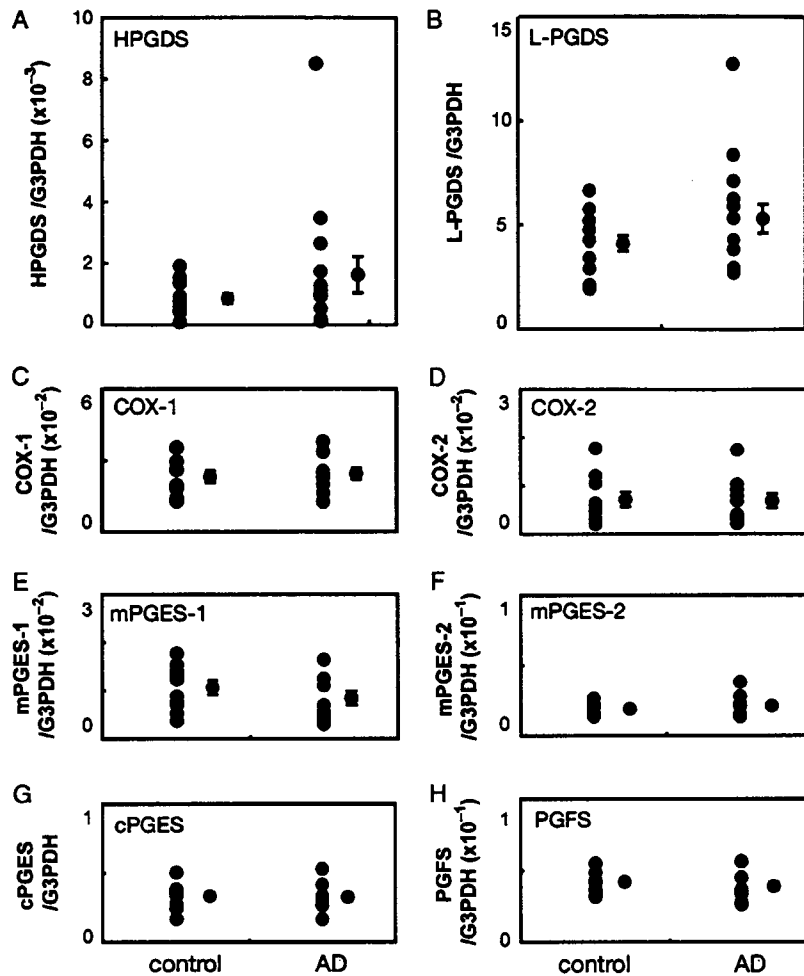 A
HPGDS
HPGDS /G3PDH (x10⁻³)
10
8
6
4
2
0
B
L-PGDS
L-PGDS /G3PDH
15
10
5
0
C
COX-1
COX-1
/G3PDH (x10⁻²)
6
0
D
COX-2
COX-2
/G3PDH (x10⁻²)
3
0
E
mPGES-1
mPGES-1
/G3PDH (x10⁻²)
3
0
F
mPGES-2
mPGES-2
/G3PDH (x10⁻¹)
1
0
G
cPGES
cPGES
/G3PDH
1
0
control
AD
H
PGFS
PGFS
/G3PDH (x10⁻¹)
1
0
control
AD